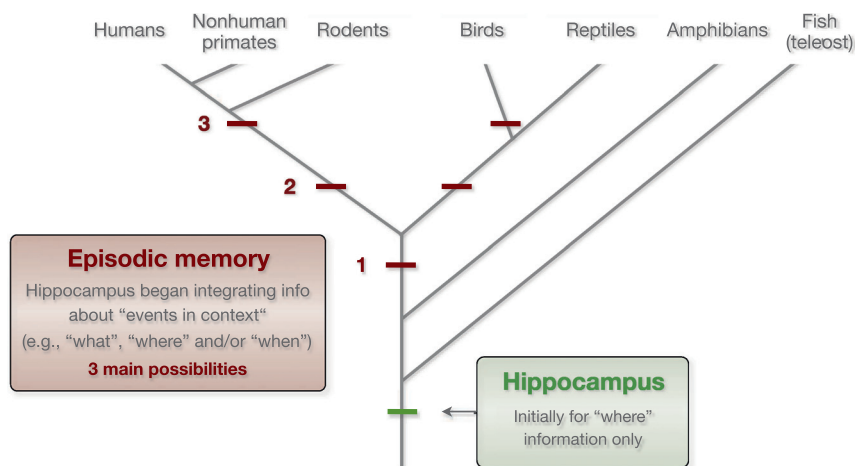 Humans
Nonhuman
primates
Rodents
Birds
Reptiles
Amphibians
Fish
(teleost)
3
2
1
Episodic memory
Hippocampus began integrating info
about “events in context“
(e.g., “what”, “where” and/or “when”)
3 main possibilities
Hippocampus
Initially for “where”
information only